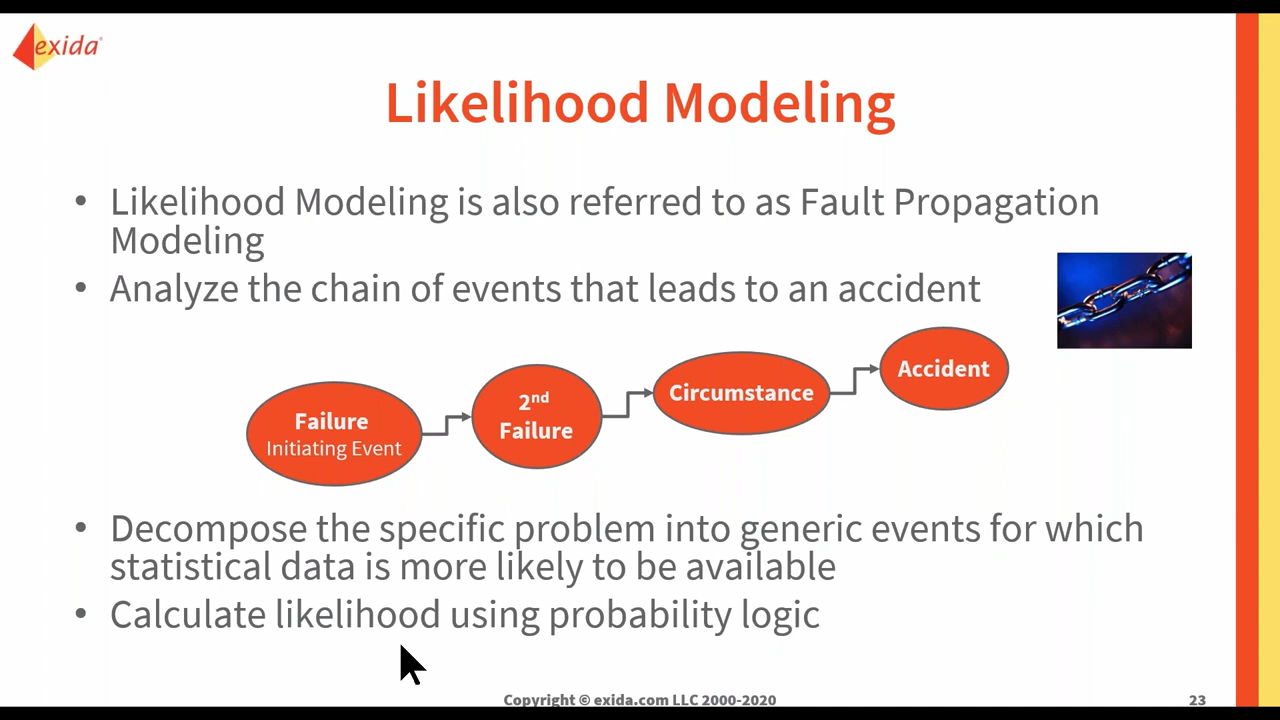 exida
Likelihood Modeling
• Likelihood Modeling is also referred to as Fault Propagation
Modeling
• Analyze the chain of events that leads to an accident
Failure
Initiating Event
2nd
Failure
Circumstance
Accident
• Decompose the specific problem into generic events for which
statistical data is more likely to be available
• Calculate likelihood using probability logic
Copyright © exida.com LLC 2000-2020
23